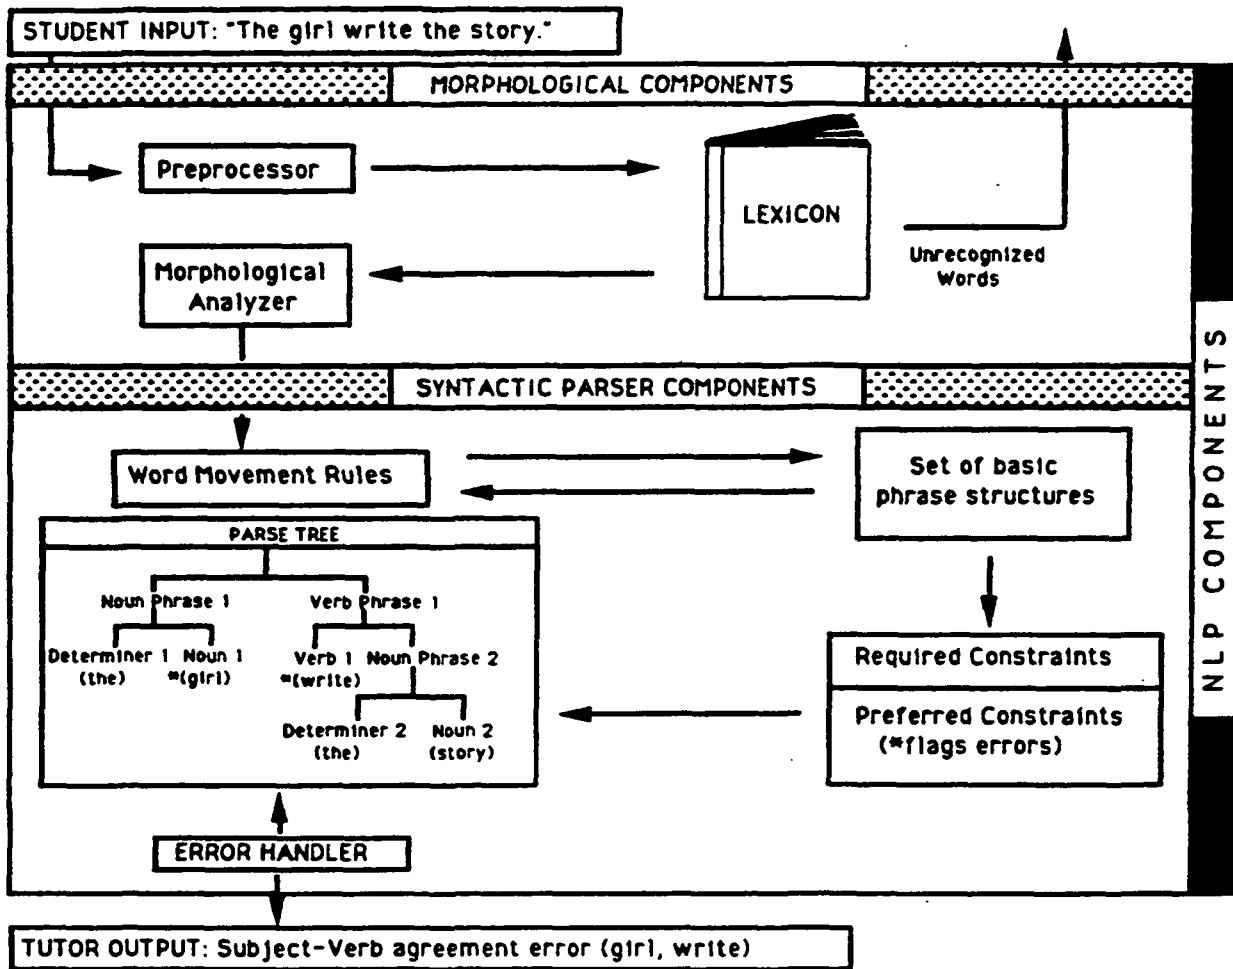 STUDENT INPUT: "The girl write the story."
MORPHOLOGICAL COMPONENTS
Preprocessor
LEXICON
Unrecognized
Words
Morphological
Analyzer
SYNTACTIC PARSER COMPONENTS
Word Movement Rules
Set of basic
phrase structures
PARSE TREE
Noun Phrase 1 Verb Phrase 1
Determiner 1 Noun 1 Verb 1 Noun Phrase 2
(the) *(girl) *(write)
Determiner 2 Noun 2
(the) (story)
Required Constraints
Preferred Constraints
(*flags errors)
ERROR HANDLER
TUTOR OUTPUT: Subject-Verb agreement error (girl, write)
NLP COMPONENTS